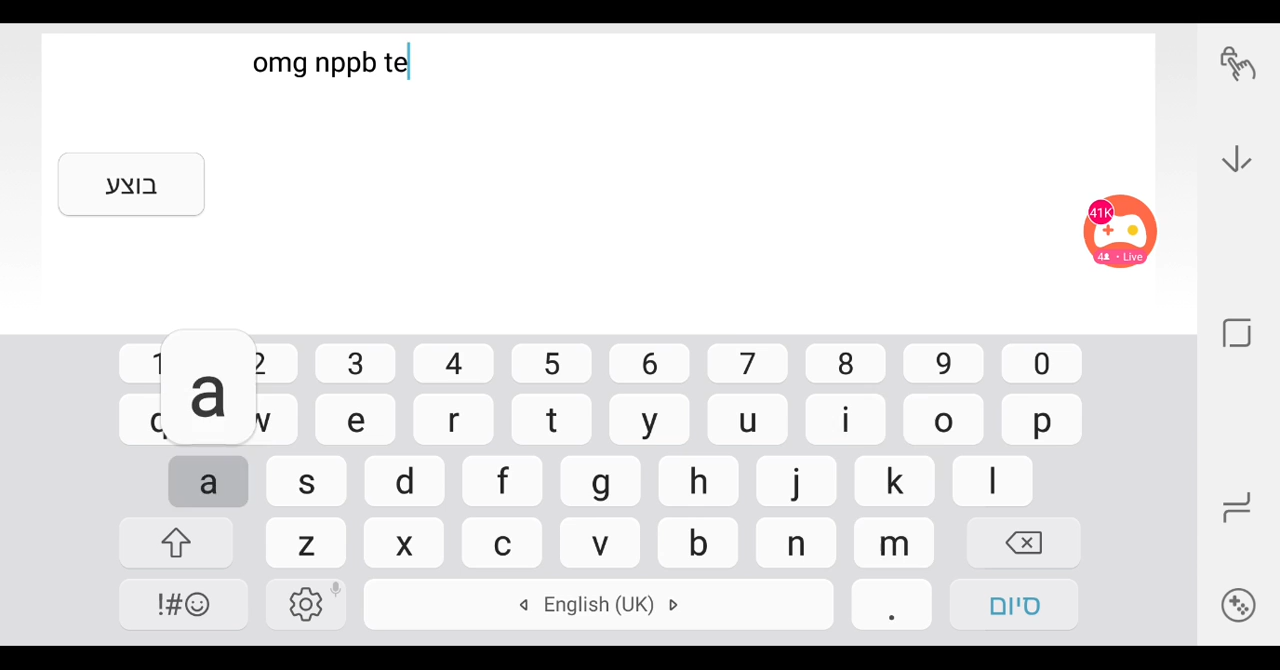 omg nppb te
בוצע
41K
4 • Live
1 2 3 4 5 6 7 8 9 0
a
q w e r t y u i o p
a s d f g h j k l
z x c v b n m
!#☺ English (UK) . סיום